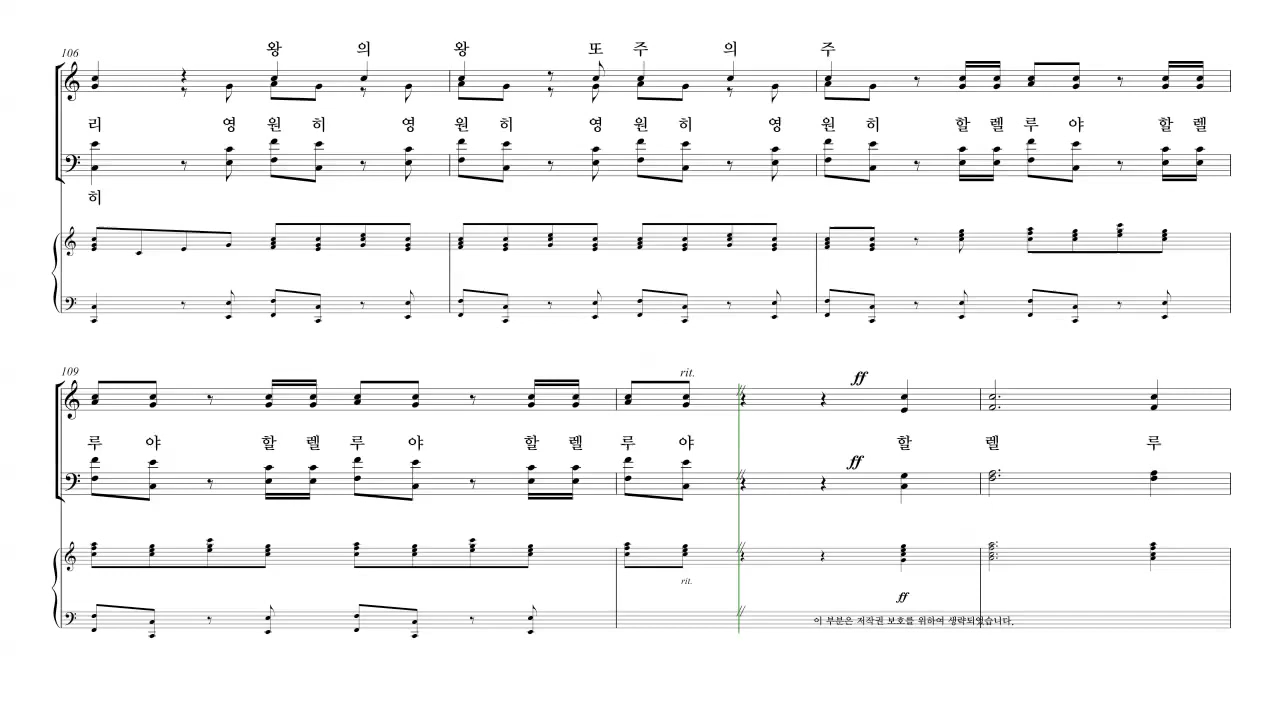 106
왕 의 왕 또 주 의 주
리 영 원 히 영 원 히 영 원 히 영 원 히 할 렐 루 야 할 렐
히
109
rit.
ff
루 야 할 렐 루 야 할 렐 루 야 할 렐 루
ff
rit.
ff
이 부분은 저작권 보호를 위하여 생략되었습니다.